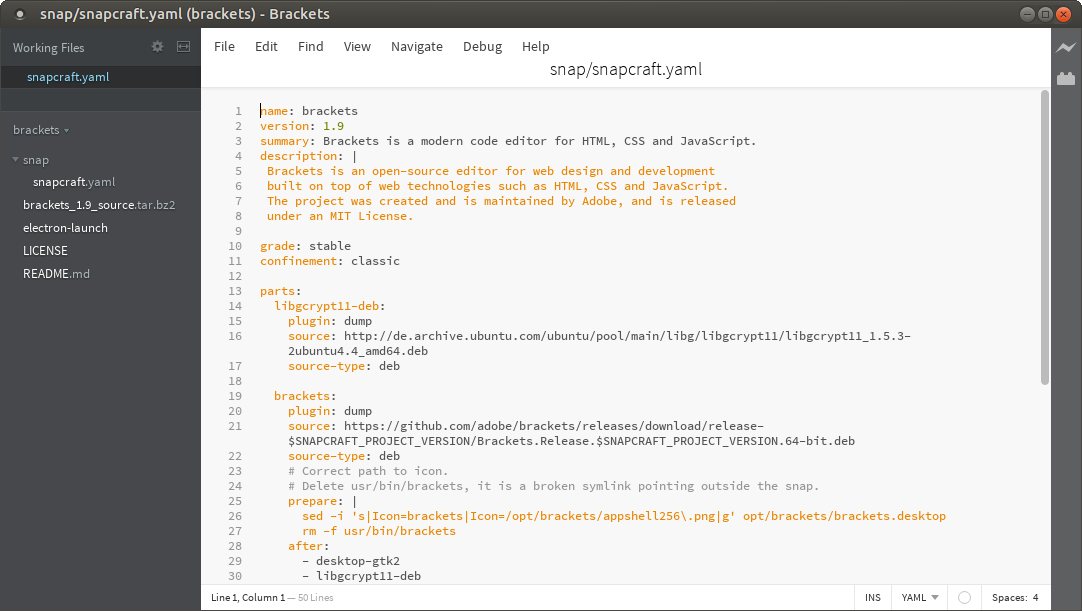 snap/snapcraft.yaml (brackets) - Brackets
Working Files
snapcraft.yaml
brackets
snap
snapcraft.yaml
brackets_1.9_source.tar.bz2
electron-launch
LICENSE
README.md
File Edit Find View Navigate Debug Help
snap/snapcraft.yaml
1 name: brackets
2 version: 1.9
3 summary: Brackets is a modern code editor for HTML, CSS and JavaScript.
4 description: |
5 Brackets is an open-source editor for web design and development
6 built on top of web technologies such as HTML, CSS and JavaScript.
7 The project was created and is maintained by Adobe, and is released
8 under an MIT License.
9
10 grade: stable
11 confinement: classic
12
13 parts:
14 libgcrypt11-deb:
15 plugin: dump
16 source: http://de.archive.ubuntu.com/ubuntu/pool/main/libg/libgcrypt11/libgcrypt11_1.5.3-
2ubuntu4.4_amd64.deb
17 source-type: deb
18
19 brackets:
20 plugin: dump
21 source: https://github.com/adobe/brackets/releases/download/release-
$SNAPCRAFT_PROJECT_VERSION/Brackets.Release.$SNAPCRAFT_PROJECT_VERSION.64-bit.deb
22 source-type: deb
23 # Correct path to icon.
24 # Delete usr/bin/brackets, it is a broken symlink pointing outside the snap.
25 prepare: |
26 sed -i 's|Icon=brackets|Icon=/opt/brackets/appshell256\.png|g' opt/brackets/brackets.desktop
27 rm -f usr/bin/brackets
28 after:
29 - desktop-gtk2
30 - libgcrypt11-deb
Line 1, Column 1 — 50 Lines
INS YAML Spaces: 4